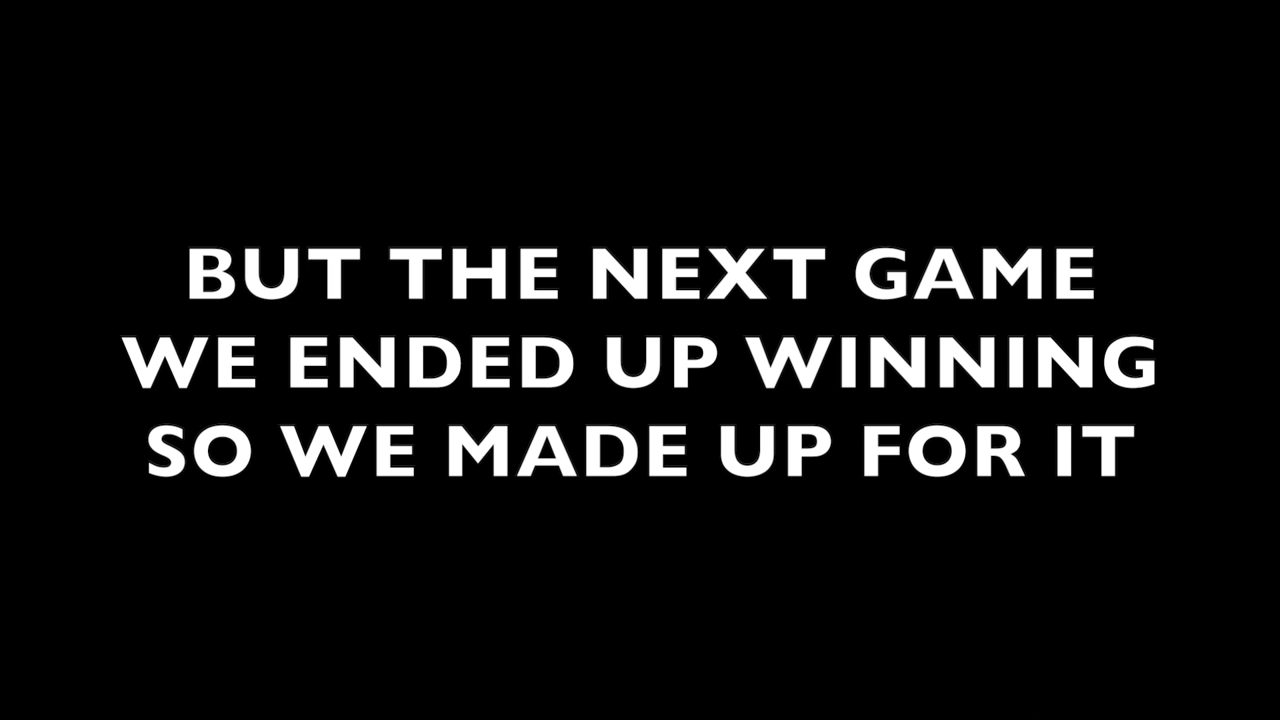 BUT THE NEXT GAME
WE ENDED UP WINNING
SO WE MADE UP FOR IT